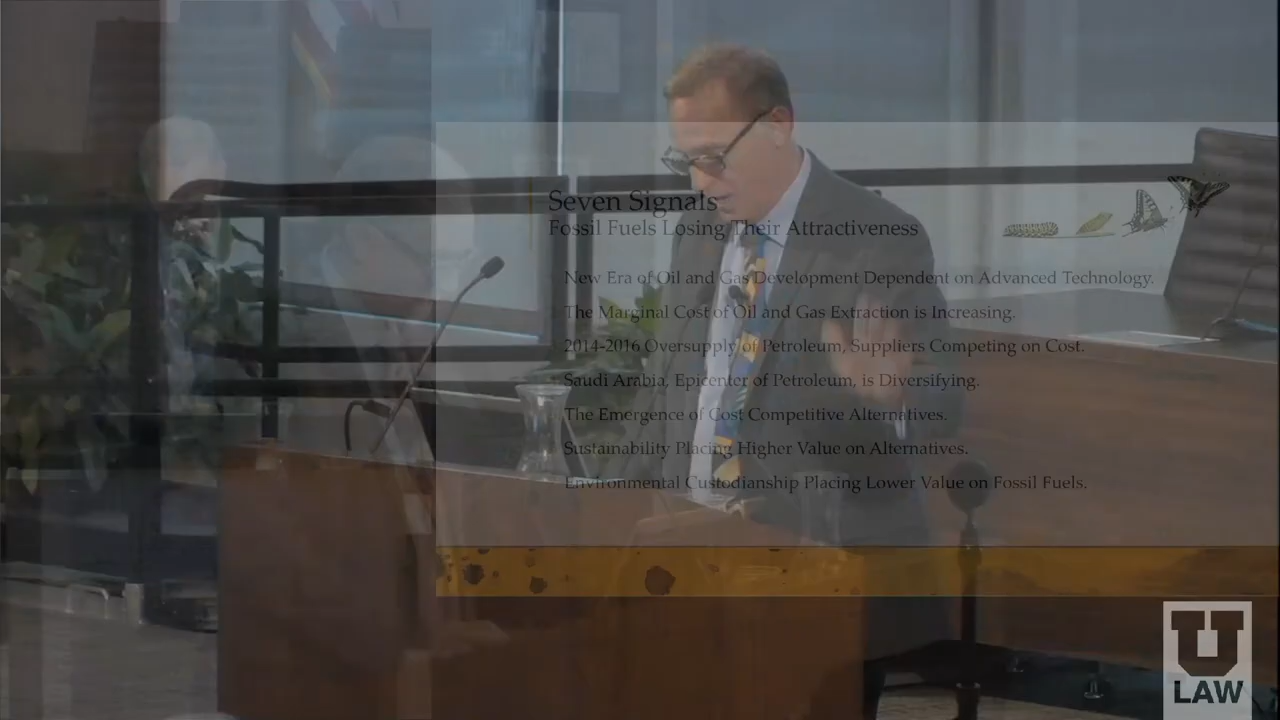 Seven Signals
Fossil Fuels Losing Their Attractiveness
New Era of Oil and Gas Development Dependent on Advanced Technology.
The Marginal Cost of Oil and Gas Extraction is Increasing.
2014-2016 Oversupply of Petroleum, Suppliers Competing on Cost.
Saudi Arabia, Epicenter of Petroleum, is Diversifying.
The Emergence of Cost Competitive Alternatives.
Sustainability Placing Higher Value on Alternatives.
Environmental Custodianship Placing Lower Value on Fossil Fuels.
U
LAW